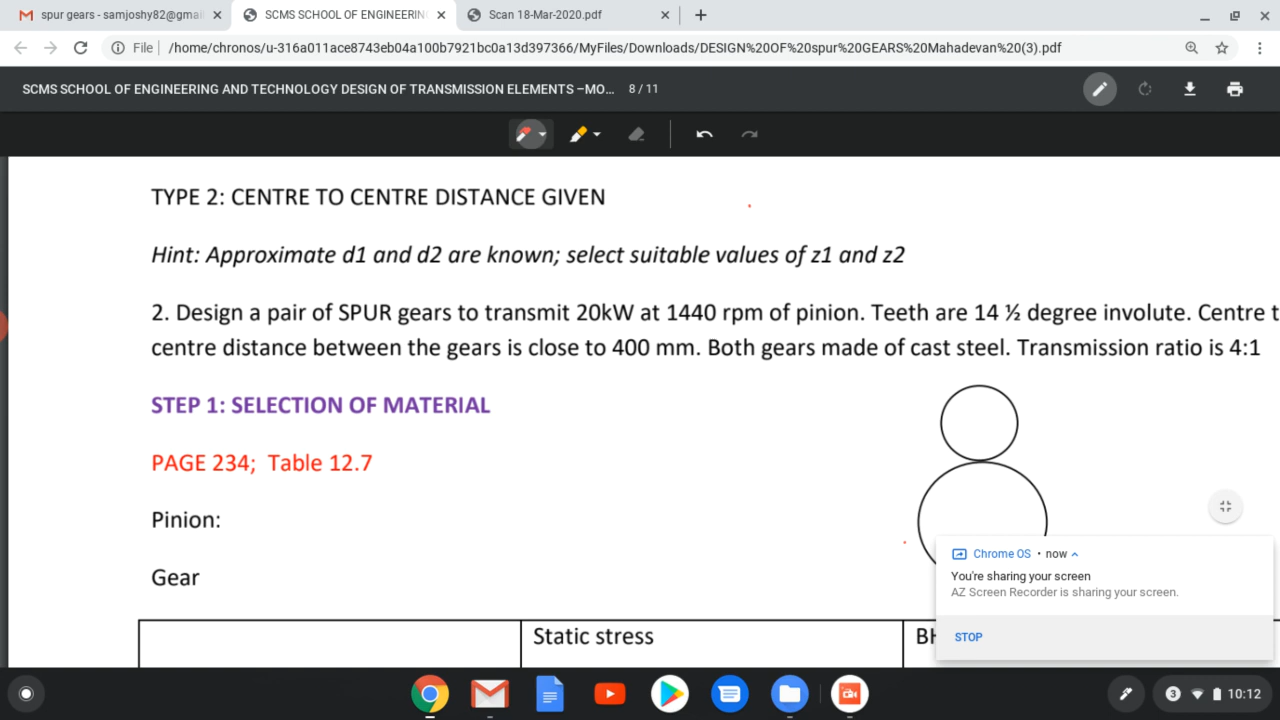 spur gears - samjoshy82@gmai
SCMS SCHOOL OF ENGINEERIN
Scan 18-Mar-2020.pdf
File | /home/chronos/u-316a011ace8743eb04a100b7921bc0a13d397366/MyFiles/Downloads/DESIGN%20OF%20spur%20GEARS%20Mahadevan%20(3).pdf
SCMS SCHOOL OF ENGINEERING AND TECHNOLOGY DESIGN OF TRANSMISSION ELEMENTS –MO... 8 / 11
TYPE 2: CENTRE TO CENTRE DISTANCE GIVEN
Hint: Approximate d1 and d2 are known; select suitable values of z1 and z2
2. Design a pair of SPUR gears to transmit 20kW at 1440 rpm of pinion. Teeth are 14 ½ degree involute. Centre t
centre distance between the gears is close to 400 mm. Both gears made of cast steel. Transmission ratio is 4:1
STEP 1: SELECTION OF MATERIAL
PAGE 234; Table 12.7
Pinion:
Gear
Static stress
BH
Chrome OS • now
You're sharing your screen
AZ Screen Recorder is sharing your screen.
STOP
3 10:12